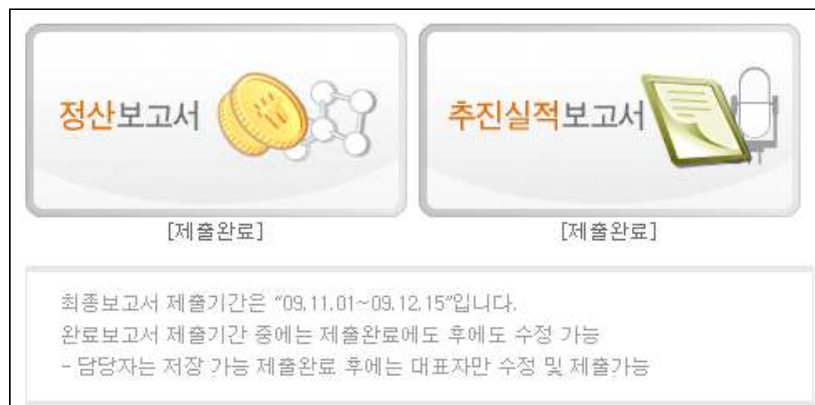 정산보고서
추진실적보고서
[제출완료]
[제출완료]
최종보고서 제출기간은 "09.11.01~09.12.15"입니다.
완료보고서 제출기간 중에는 제출완료에도 후에도 수정 가능
- 담당자는 저장 가능 제출완료 후에는 대표자만 수정 및 제출가능